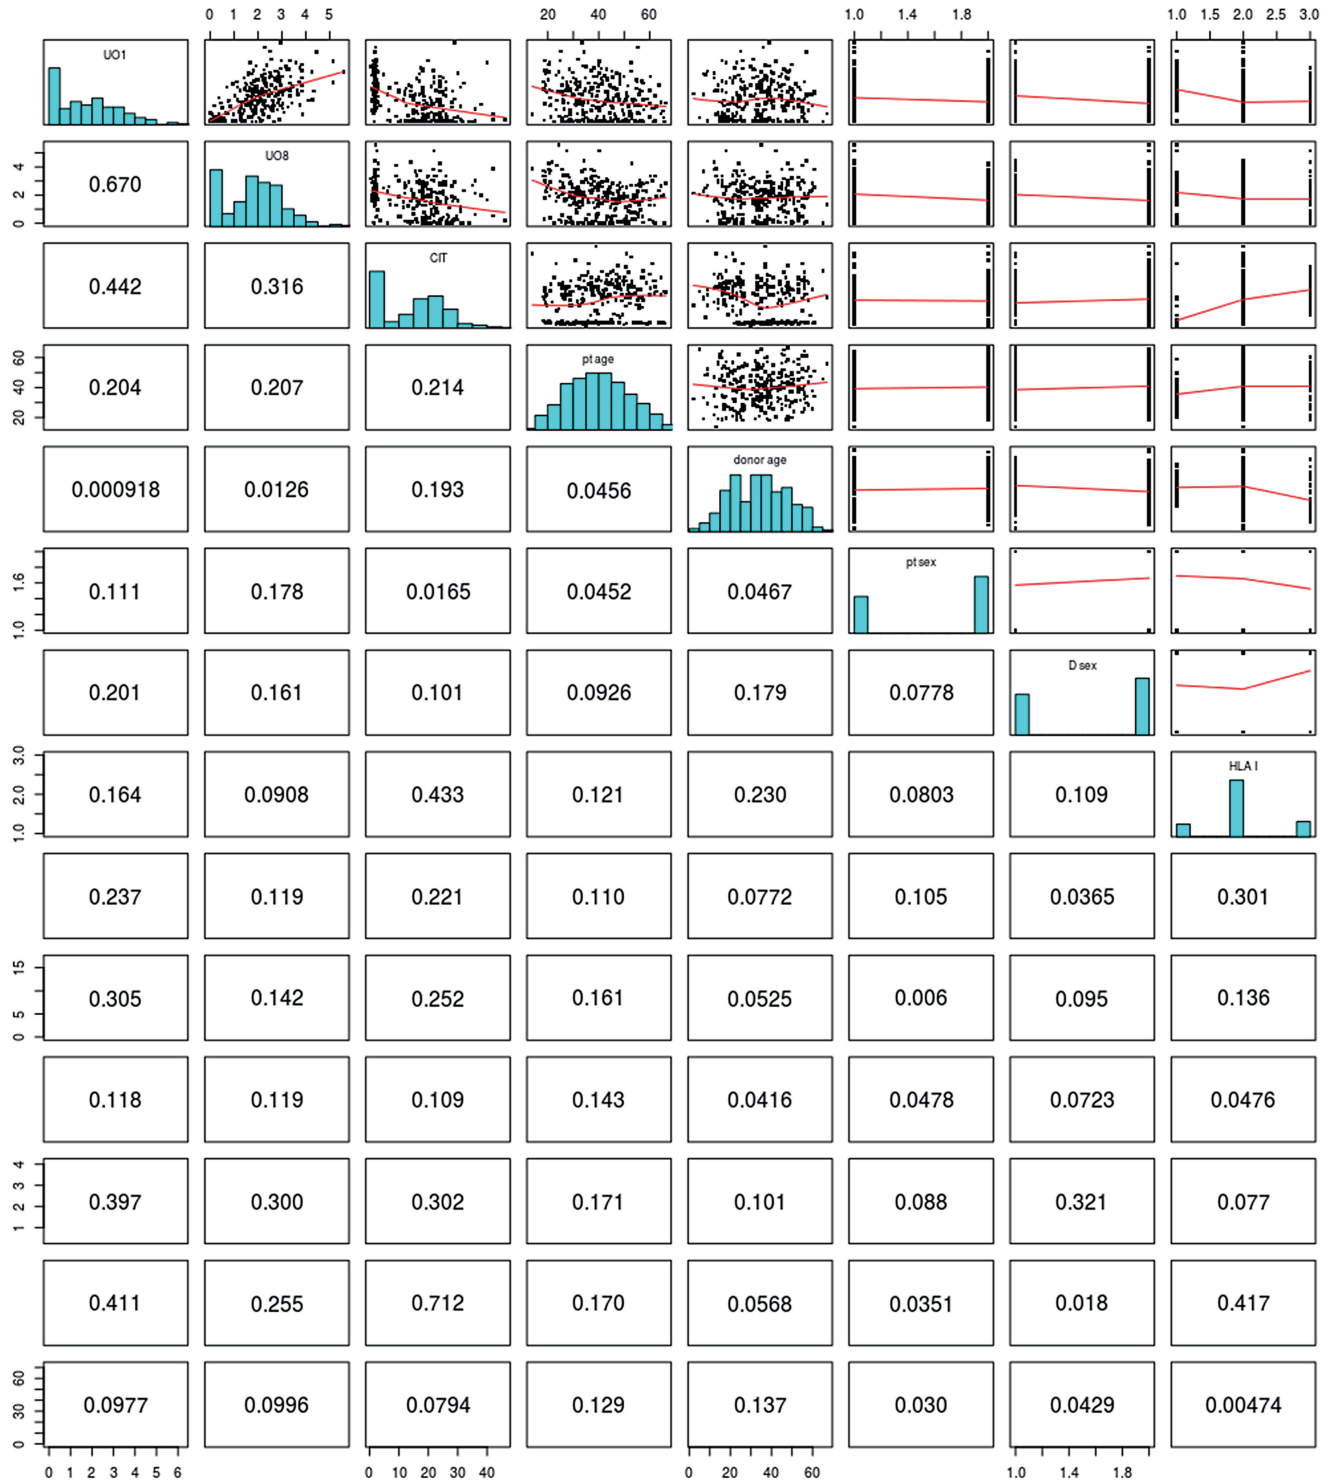 0 1 2 3 4 5 20 40 60 1.0 1.4 1.8 1.0 1.5 2.0 2.5 3.0
UO1
0 2 4
0.670
UO8
0.442 0.316
CIT
20 40 60
0.204 0.207 0.214
pt age
0.000918 0.0126 0.193 0.0456
donor age
1.0 1.6
0.111 0.178 0.0165 0.0452 0.0467
pt sex
0.201 0.161 0.101 0.0926 0.179 0.0778
D sex
1.0 2.0 3.0
0.164 0.0908 0.433 0.121 0.230 0.0803 0.109
HLA I
0.237 0.119 0.221 0.110 0.0772 0.105 0.0365 0.301
0 5 15
0.305 0.142 0.252 0.161 0.0525 0.006 0.095 0.136
0.118 0.119 0.109 0.143 0.0416 0.0478 0.0723 0.0476
1 2 3 4
0.397 0.300 0.302 0.171 0.101 0.088 0.321 0.077
0.411 0.255 0.712 0.170 0.0568 0.0351 0.018 0.417
0 30 60
0.0977 0.0996 0.0794 0.129 0.137 0.030 0.0429 0.00474
0 1 2 3 4 5 6 0 10 20 30 40 0 20 40 60 1.0 1.4 1.8